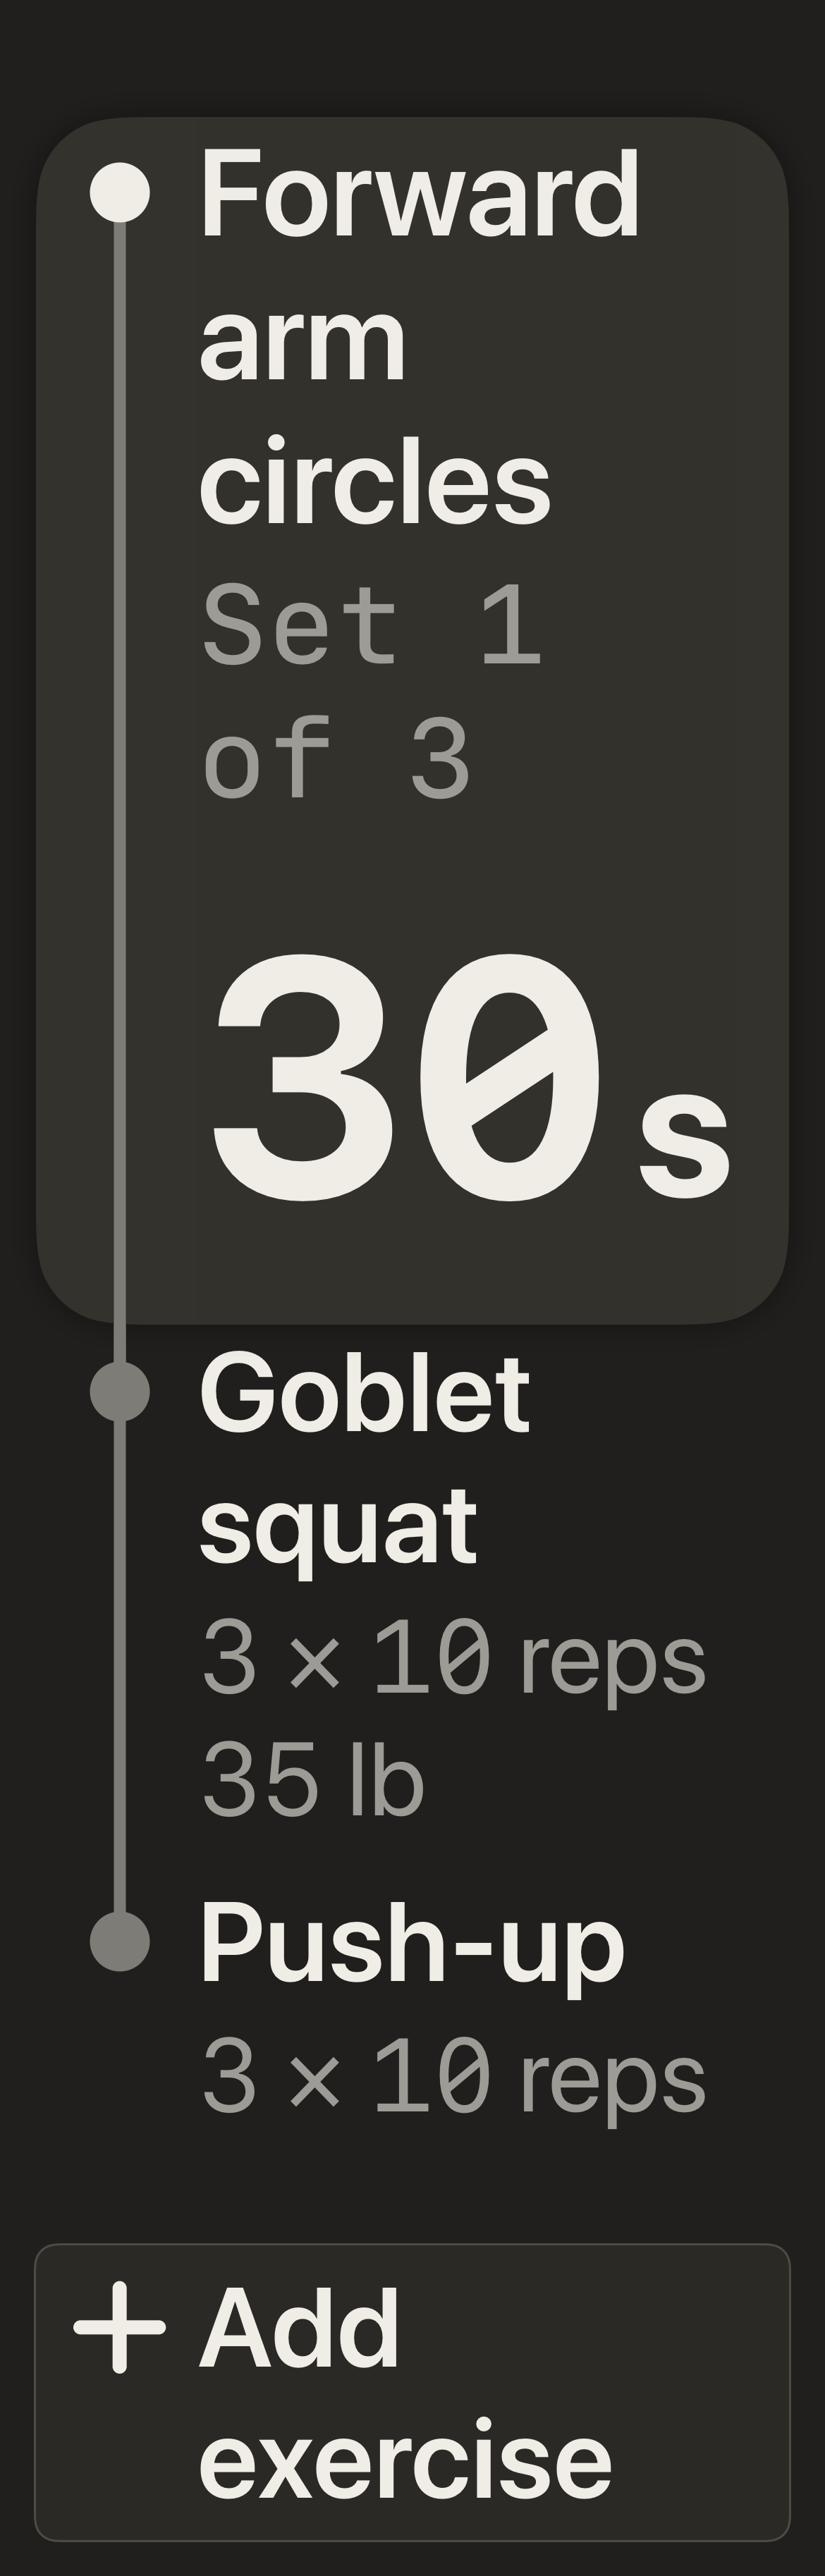 Forward
arm
circles
Set 1
of 3
30s
Goblet
squat
3 × 10 reps
35 lb
Push-up
3 × 10 reps
Add
exercise